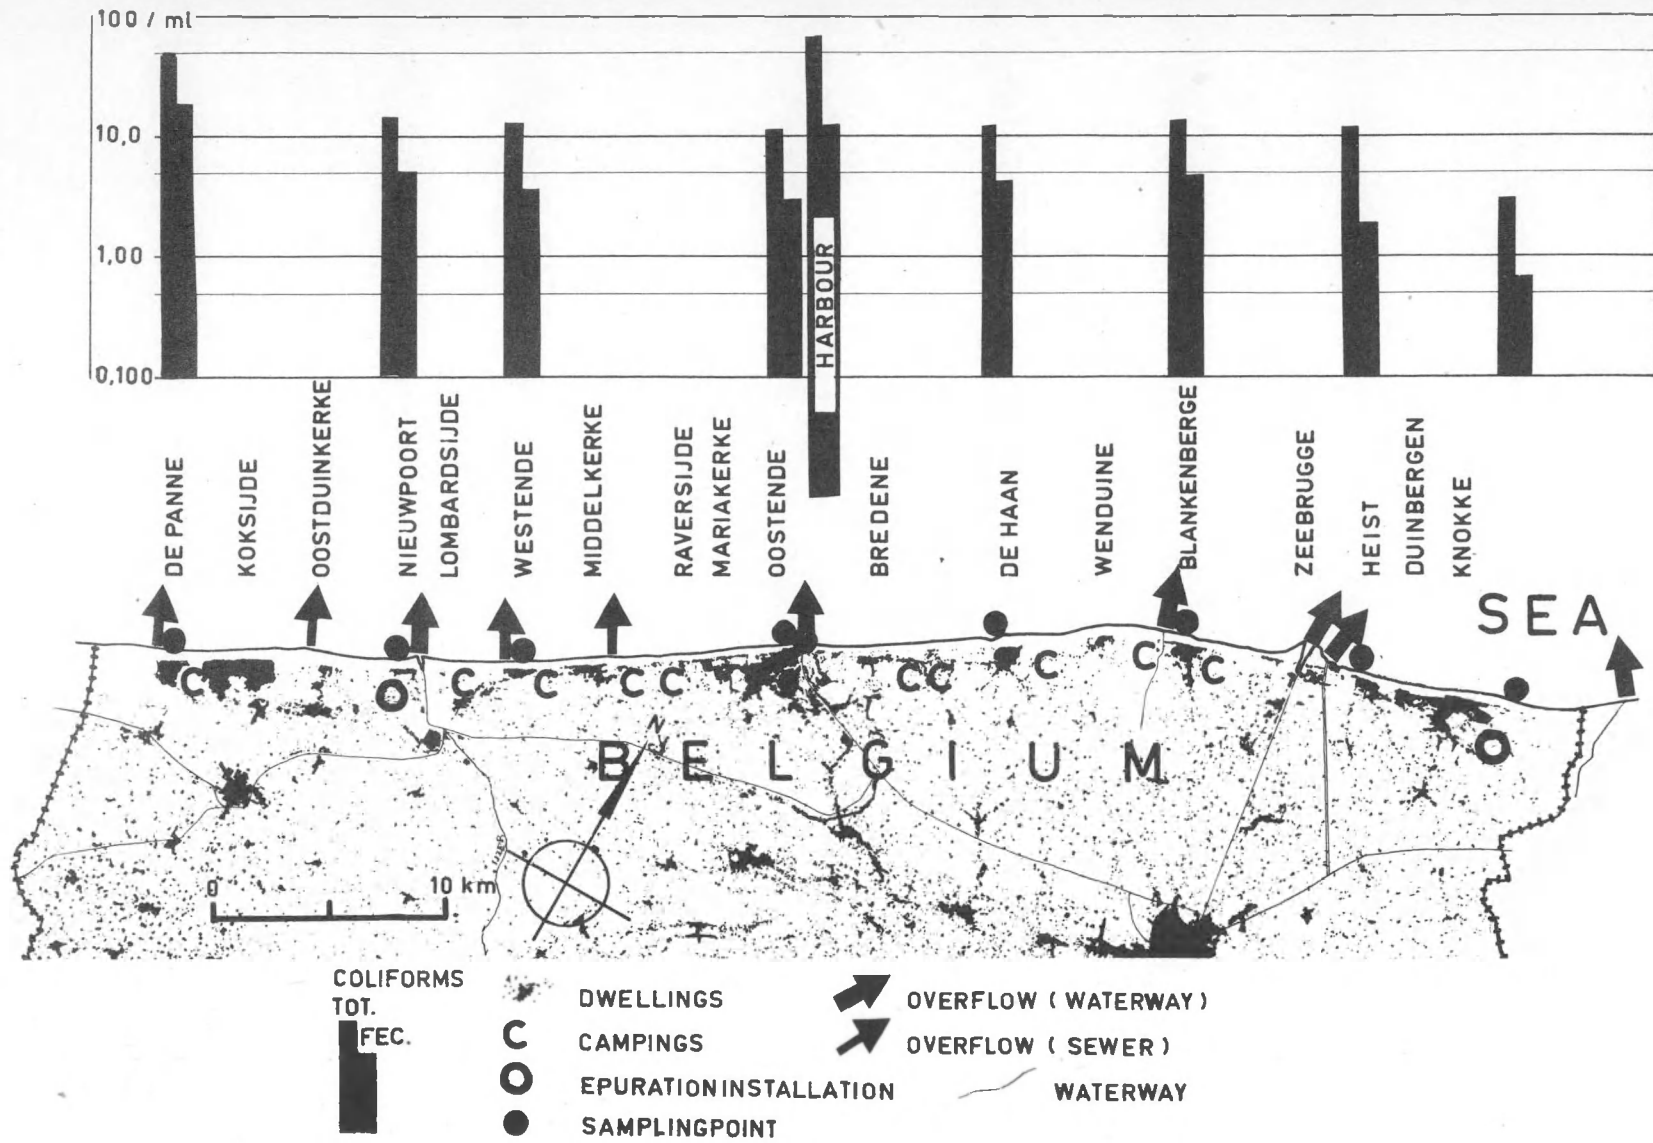 100 / ml
10,0
1,00
0,100
HARBOUR
DE PANNE
KOKSIJDE
OOSTDUINKERKE
NIEUWPOORT
LOMBARDSIJDE
WESTENDE
MIDDELKERKE
RAVERSIJDE
MARIAKERKE
OOSTENDE
BREDENE
DE HAAN
WENDUINE
BLANKENBERGE
ZEEBRUGGE
HEIST
DUINBERGEN
KNOKKE
SEA
C C C C C C C C C C
N
BELGIUM
0 10 km
COLIFORMS
TOT.
FEC.
DWELLINGS
C CAMPINGS
EPURATION INSTALLATION
SAMPLINGPOINT
OVERFLOW ( WATERWAY )
OVERFLOW ( SEWER )
WATERWAY